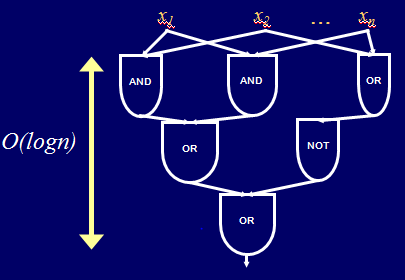 x1 x2 ... xn
AND AND OR
O(logn)
OR NOT
OR